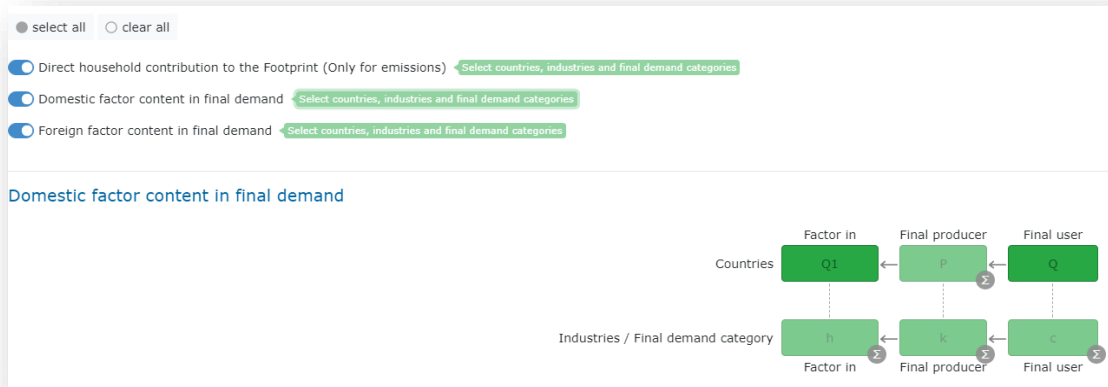 select all clear all
Direct household contribution to the Footprint (Only for emissions) Select countries, industries and final demand categories
Domestic factor content in final demand Select countries, industries and final demand categories
Foreign factor content in final demand Select countries, industries and final demand categories
Domestic factor content in final demand
Factor in Final producer Final user
Countries Q1 P Q
Σ
Industries / Final demand category h k c
Σ Σ Σ
Factor in Final producer Final user